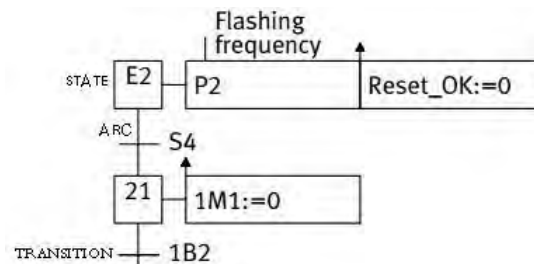 Flashing
frequency
STATE E2 P2 Reset_OK:=0
ARC S4
21 1M1:=0
TRANSITION 1B2